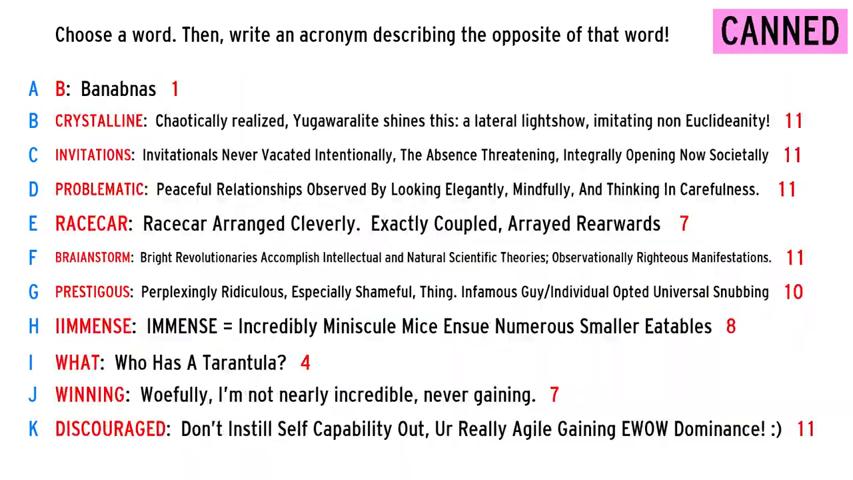 Choose a word. Then, write an acronym describing the opposite of that word!
CANNED
A B: Banabnas 1
B CRYSTALLINE: Chaotically realized, Yugawaralite shines this: a lateral lightshow, imitating non Euclideanity! 11
C INVITATIONS: Invitationals Never Vacated Intentionally, The Absence Threatening, Integrally Opening Now Societally 11
D PROBLEMATIC: Peaceful Relationships Observed By Looking Elegantly, Mindfully, And Thinking In Carefulness. 11
E RACECAR: Racecar Arranged Cleverly. Exactly Coupled, Arrayed Rearwards 7
F BRAIANSTORM: Bright Revolutionaries Accomplish Intellectual and Natural Scientific Theories; Observationally Righteous Manifestations. 11
G PRESTIGOUS: Perplexingly Ridiculous, Especially Shameful, Thing. Infamous Guy/Individual Opted Universal Snubbing 10
H IIMMENSE: IMMENSE = Incredibly Miniscule Mice Ensue Numerous Smaller Eatables 8
I WHAT: Who Has A Tarantula? 4
J WINNING: Woefully, I'm not nearly incredible, never gaining. 7
K DISCOURAGED: Don't Instill Self Capability Out, Ur Really Agile Gaining EWOW Dominance! :) 11